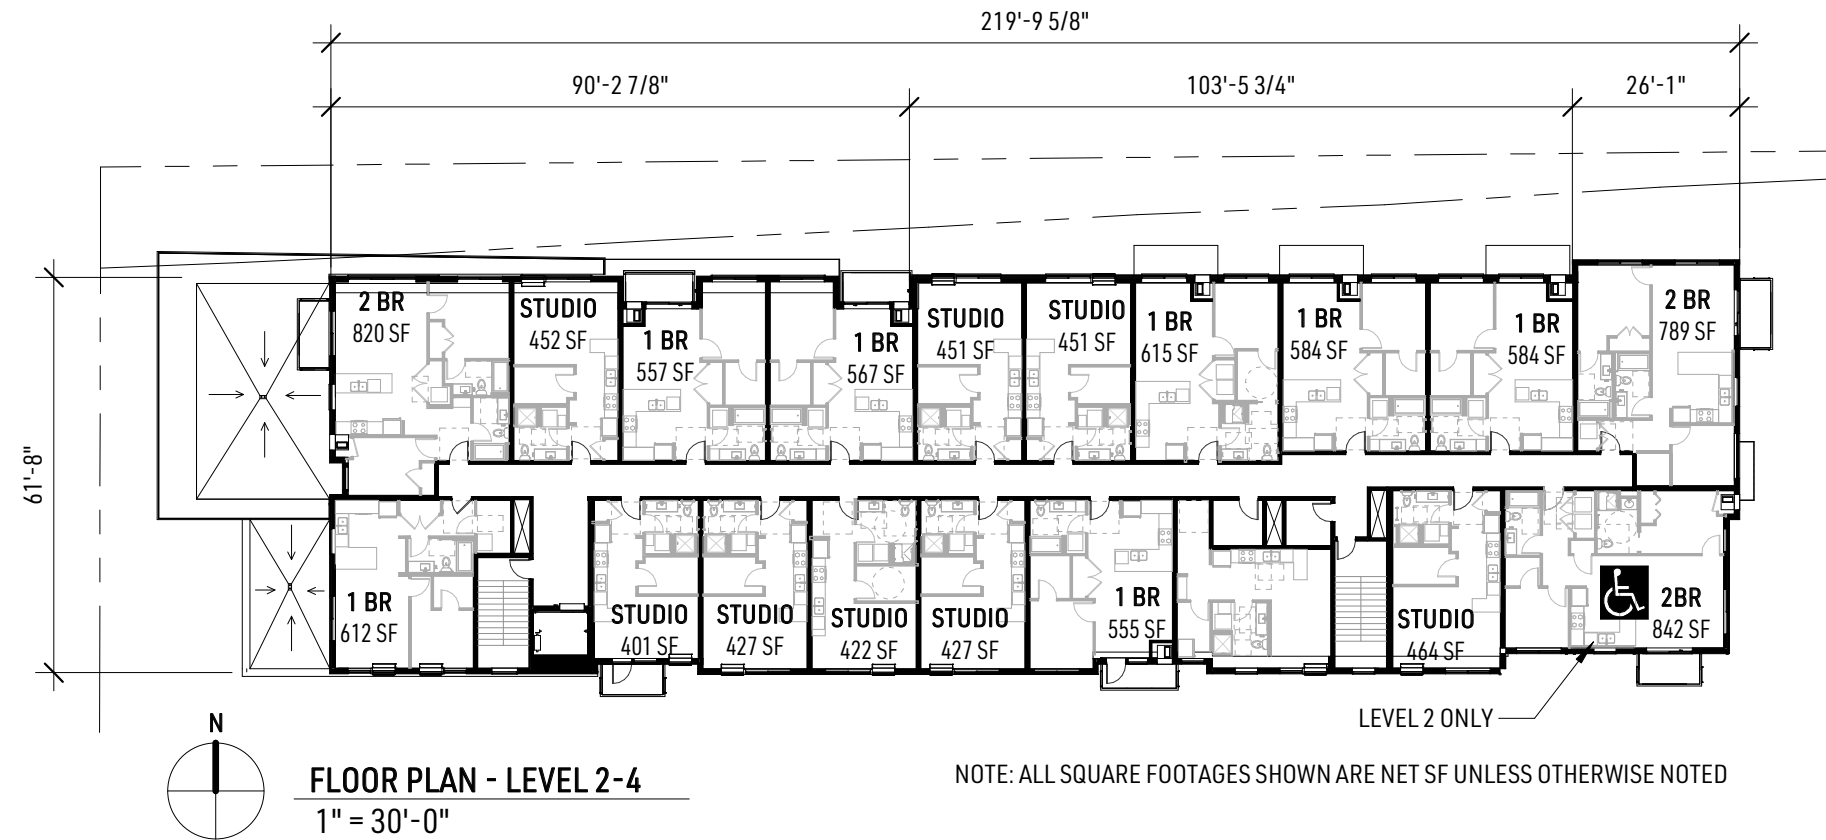 219'-9 5/8"
90'-2 7/8"
103'-5 3/4"
26'-1"
61'-8"
2 BR
820 SF
STUDIO
452 SF
1 BR
557 SF
1 BR
567 SF
STUDIO
451 SF
STUDIO
451 SF
1 BR
615 SF
1 BR
584 SF
1 BR
584 SF
2 BR
789 SF
1 BR
612 SF
STUDIO
401 SF
STUDIO
427 SF
STUDIO
422 SF
STUDIO
427 SF
1 BR
555 SF
STUDIO
464 SF
2BR
842 SF
LEVEL 2 ONLY
N
FLOOR PLAN - LEVEL 2-4
1" = 30'-0"
NOTE: ALL SQUARE FOOTAGES SHOWN ARE NET SF UNLESS OTHERWISE NOTED